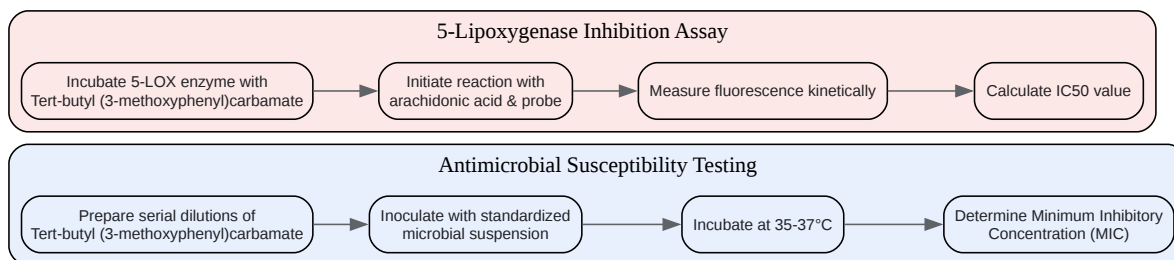 5-Lipoxygenase Inhibition Assay
Incubate 5-LOX enzyme with
Tert-butyl (3-methoxyphenyl)carbamate
Initiate reaction with
arachidonic acid & probe
Measure fluorescence kinetically
Calculate IC50 value
Antimicrobial Susceptibility Testing
Prepare serial dilutions of
Tert-butyl (3-methoxyphenyl)carbamate
Inoculate with standardized
microbial suspension
Incubate at 35-37°C
Determine Minimum Inhibitory
Concentration (MIC)